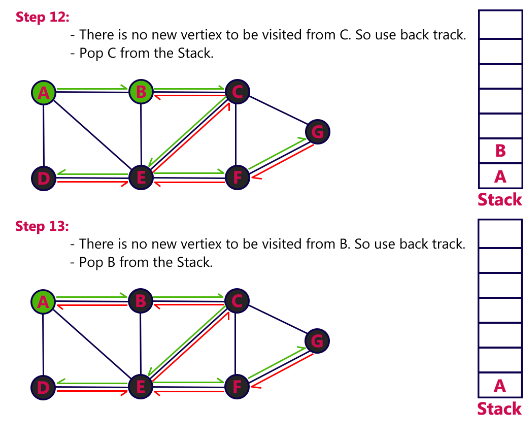 Step 12:
- There is no new vertiex to be visited from C. So use back track.
- Pop C from the Stack.
A B C
G
B
D E F
A
Stack
Step 13:
- There is no new vertiex to be visited from B. So use back track.
- Pop B from the Stack.
A B C
G
D E F
A
Stack